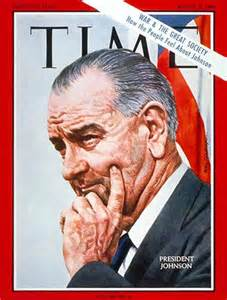 WAR & THE GREAT SOCIETY
How the People Feel About Johnson
TIME
PRESIDENT
JOHNSON